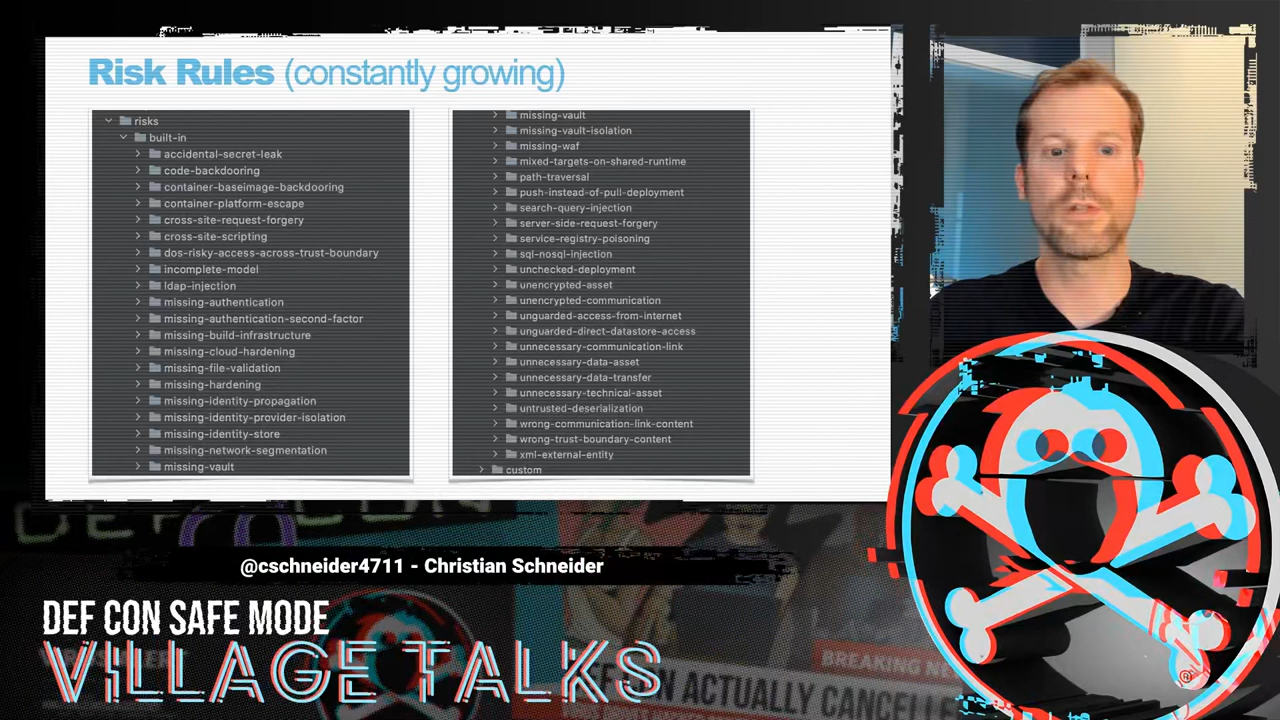 Risk Rules (constantly growing)
risks
built-in
accidental-secret-leak
code-backdooring
container-baseimage-backdooring
container-platform-escape
cross-site-request-forgery
cross-site-scripting
dos-risky-access-across-trust-boundary
incomplete-model
ldap-injection
missing-authentication
missing-authentication-second-factor
missing-build-infrastructure
missing-cloud-hardening
missing-file-validation
missing-hardening
missing-identity-propagation
missing-identity-provider-isolation
missing-identity-store
missing-network-segmentation
missing-vault
missing-vault
missing-vault-isolation
missing-waf
mixed-targets-on-shared-runtime
path-traversal
push-instead-of-pull-deployment
search-query-injection
server-side-request-forgery
service-registry-poisoning
sql-nosql-injection
unchecked-deployment
unencrypted-asset
unencrypted-communication
unguarded-access-from-internet
unguarded-direct-datastore-access
unnecessary-communication-link
unnecessary-data-asset
unnecessary-data-transfer
unnecessary-technical-asset
untrusted-deserialization
wrong-communication-link-content
wrong-trust-boundary-content
xml-external-entity
custom
@cschneider4711 - Christian Schneider
DEF CON SAFE MODE
VILLAGE TALKS
BREAKING
ACTUALLY
®